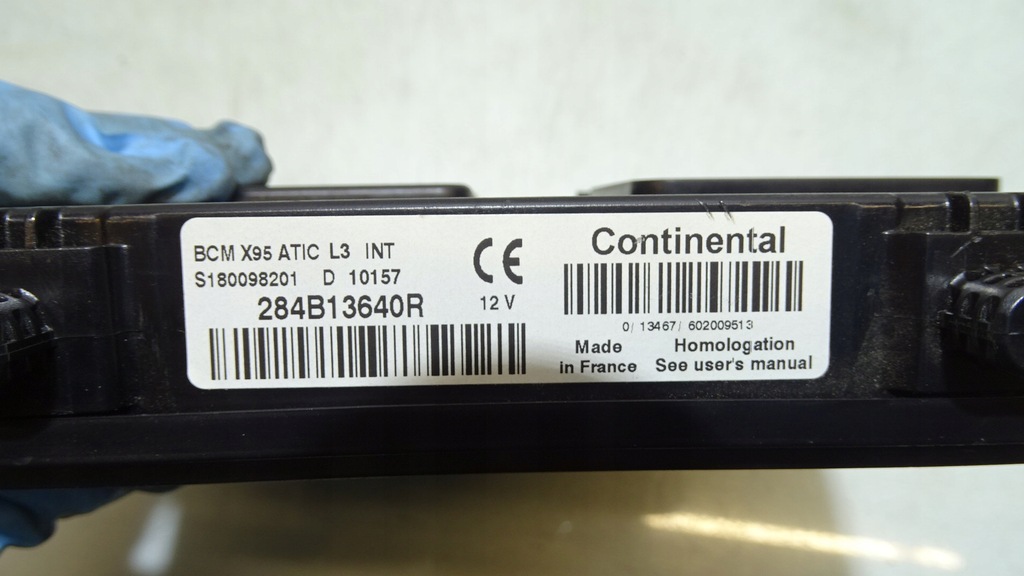 BCM X95 ATIC L3 INT
S180098201 D 10157
284B13640R
CE
12 V
Continental
0/ 13467/ 602009513
Made in France
Homologation
See user's manual